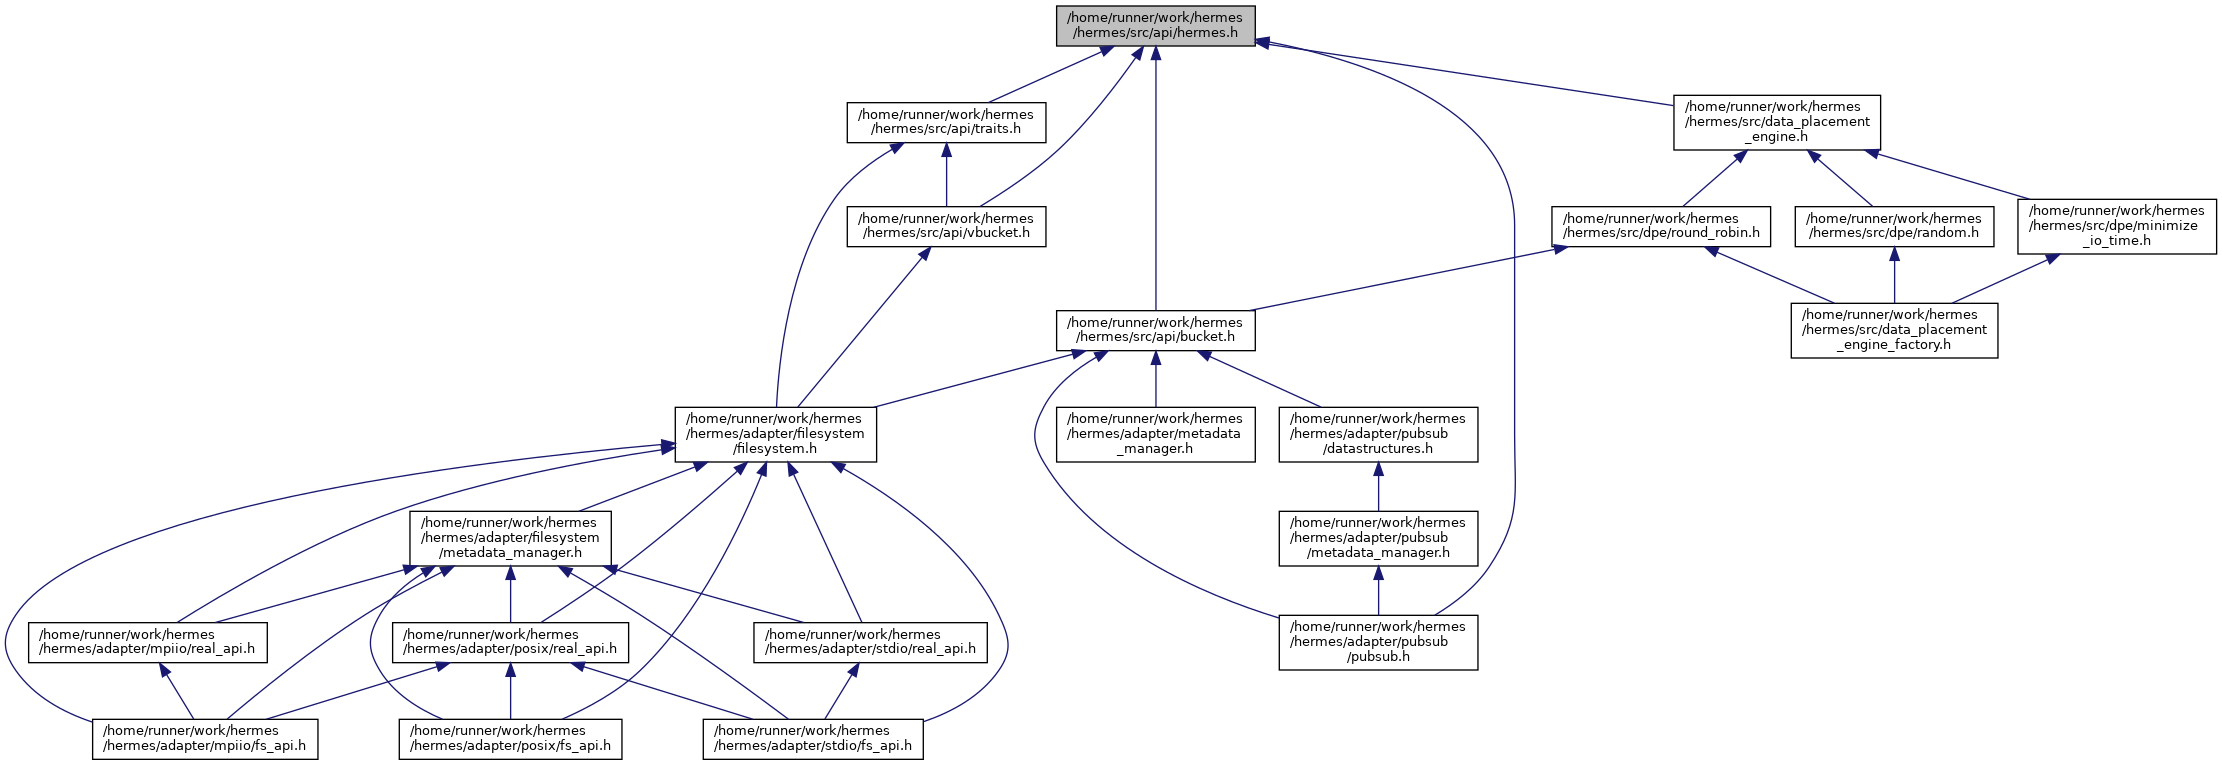 /home/runner/work/hermes
/hermes/src/api/hermes.h
/home/runner/work/hermes
/hermes/src/api/traits.h
/home/runner/work/hermes
/hermes/src/data_placement
_engine.h
/home/runner/work/hermes
/hermes/src/api/vbucket.h
/home/runner/work/hermes
/hermes/src/dpe/round_robin.h
/home/runner/work/hermes
/hermes/src/dpe/random.h
/home/runner/work/hermes
/hermes/src/dpe/minimize
_io_time.h
/home/runner/work/hermes
/hermes/src/api/bucket.h
/home/runner/work/hermes
/hermes/src/data_placement
_engine_factory.h
/home/runner/work/hermes
/hermes/adapter/filesystem
/filesystem.h
/home/runner/work/hermes
/hermes/adapter/metadata
_manager.h
/home/runner/work/hermes
/hermes/adapter/pubsub
/datastructures.h
/home/runner/work/hermes
/hermes/adapter/filesystem
/metadata_manager.h
/home/runner/work/hermes
/hermes/adapter/pubsub
/metadata_manager.h
/home/runner/work/hermes
/hermes/adapter/mpiio/real_api.h
/home/runner/work/hermes
/hermes/adapter/posix/real_api.h
/home/runner/work/hermes
/hermes/adapter/stdio/real_api.h
/home/runner/work/hermes
/hermes/adapter/pubsub
/pubsub.h
/home/runner/work/hermes
/hermes/adapter/mpiio/fs_api.h
/home/runner/work/hermes
/hermes/adapter/posix/fs_api.h
/home/runner/work/hermes
/hermes/adapter/stdio/fs_api.h